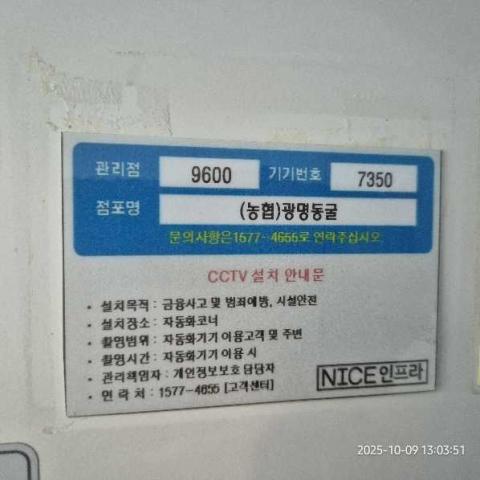 관리점 9600 기기번호 7350
점포명 (농협)광명동굴
문의사항은1577-4655로 연락주십시오
CCTV 설치 안내문
• 설치목적 : 금융사고 및 범죄예방, 시설안전
• 설치장소 : 자동화코너
• 촬영범위 : 자동화기기 이용고객 및 주변
• 촬영시간 : 자동화기기 이용 시
• 관리책임자 : 개인정보보호 담당자
• 연 락 처 : 1577-4655 [고객센터]
NICE인프라
2025-10-09 13:03:51